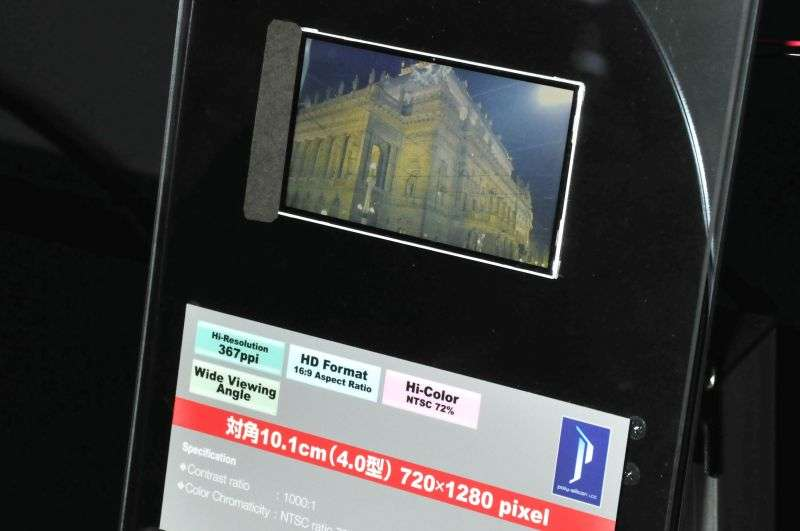 Hi-Resolution
367ppi
HD Format
16:9 Aspect Ratio
Hi-Color
NTSC 72%
Wide Viewing
Angle
対角10.1cm(4.0型) 720×1280 pixel
Specification
◆Contrast ratio : 1000:1
◆Color Chromaticity : NTSC ratio
poly-silicon LCC